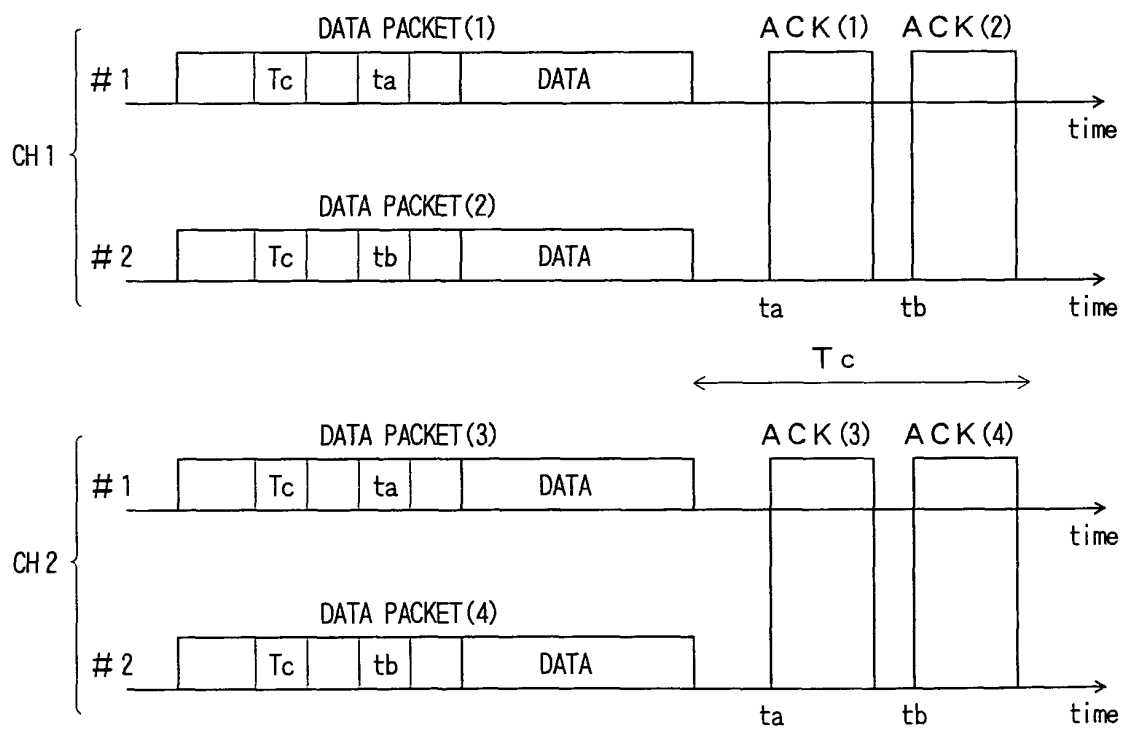 DATA PACKET(1) ACK(1) ACK(2)
#1 Tc ta DATA
time
CH1
DATA PACKET(2)
#2 Tc tb DATA
ta tb time
Tc
DATA PACKET(3) ACK(3) ACK(4)
#1 Tc ta DATA
time
CH2
DATA PACKET(4)
#2 Tc tb DATA
ta tb time